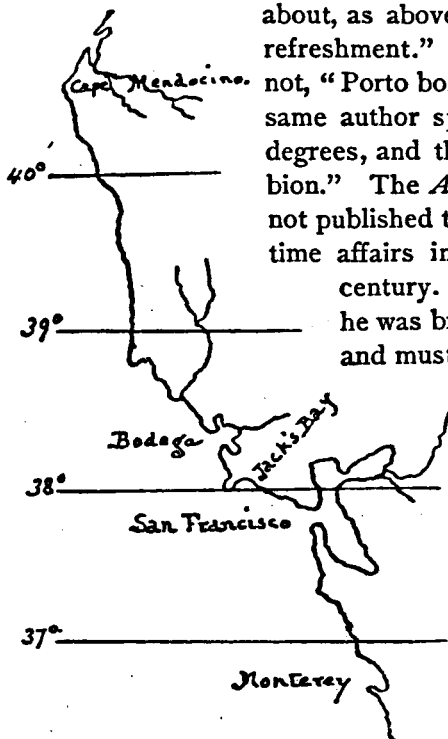 about, as above
refreshment."
not, "Porto bo
same author sp
degrees, and th
bion." The A
not published t
time affairs in
century.
he was b
and must
Cape Mendocino.
40°
39°
Bodega
Jack's Bay
38°
San Francisco
37°
Monterey